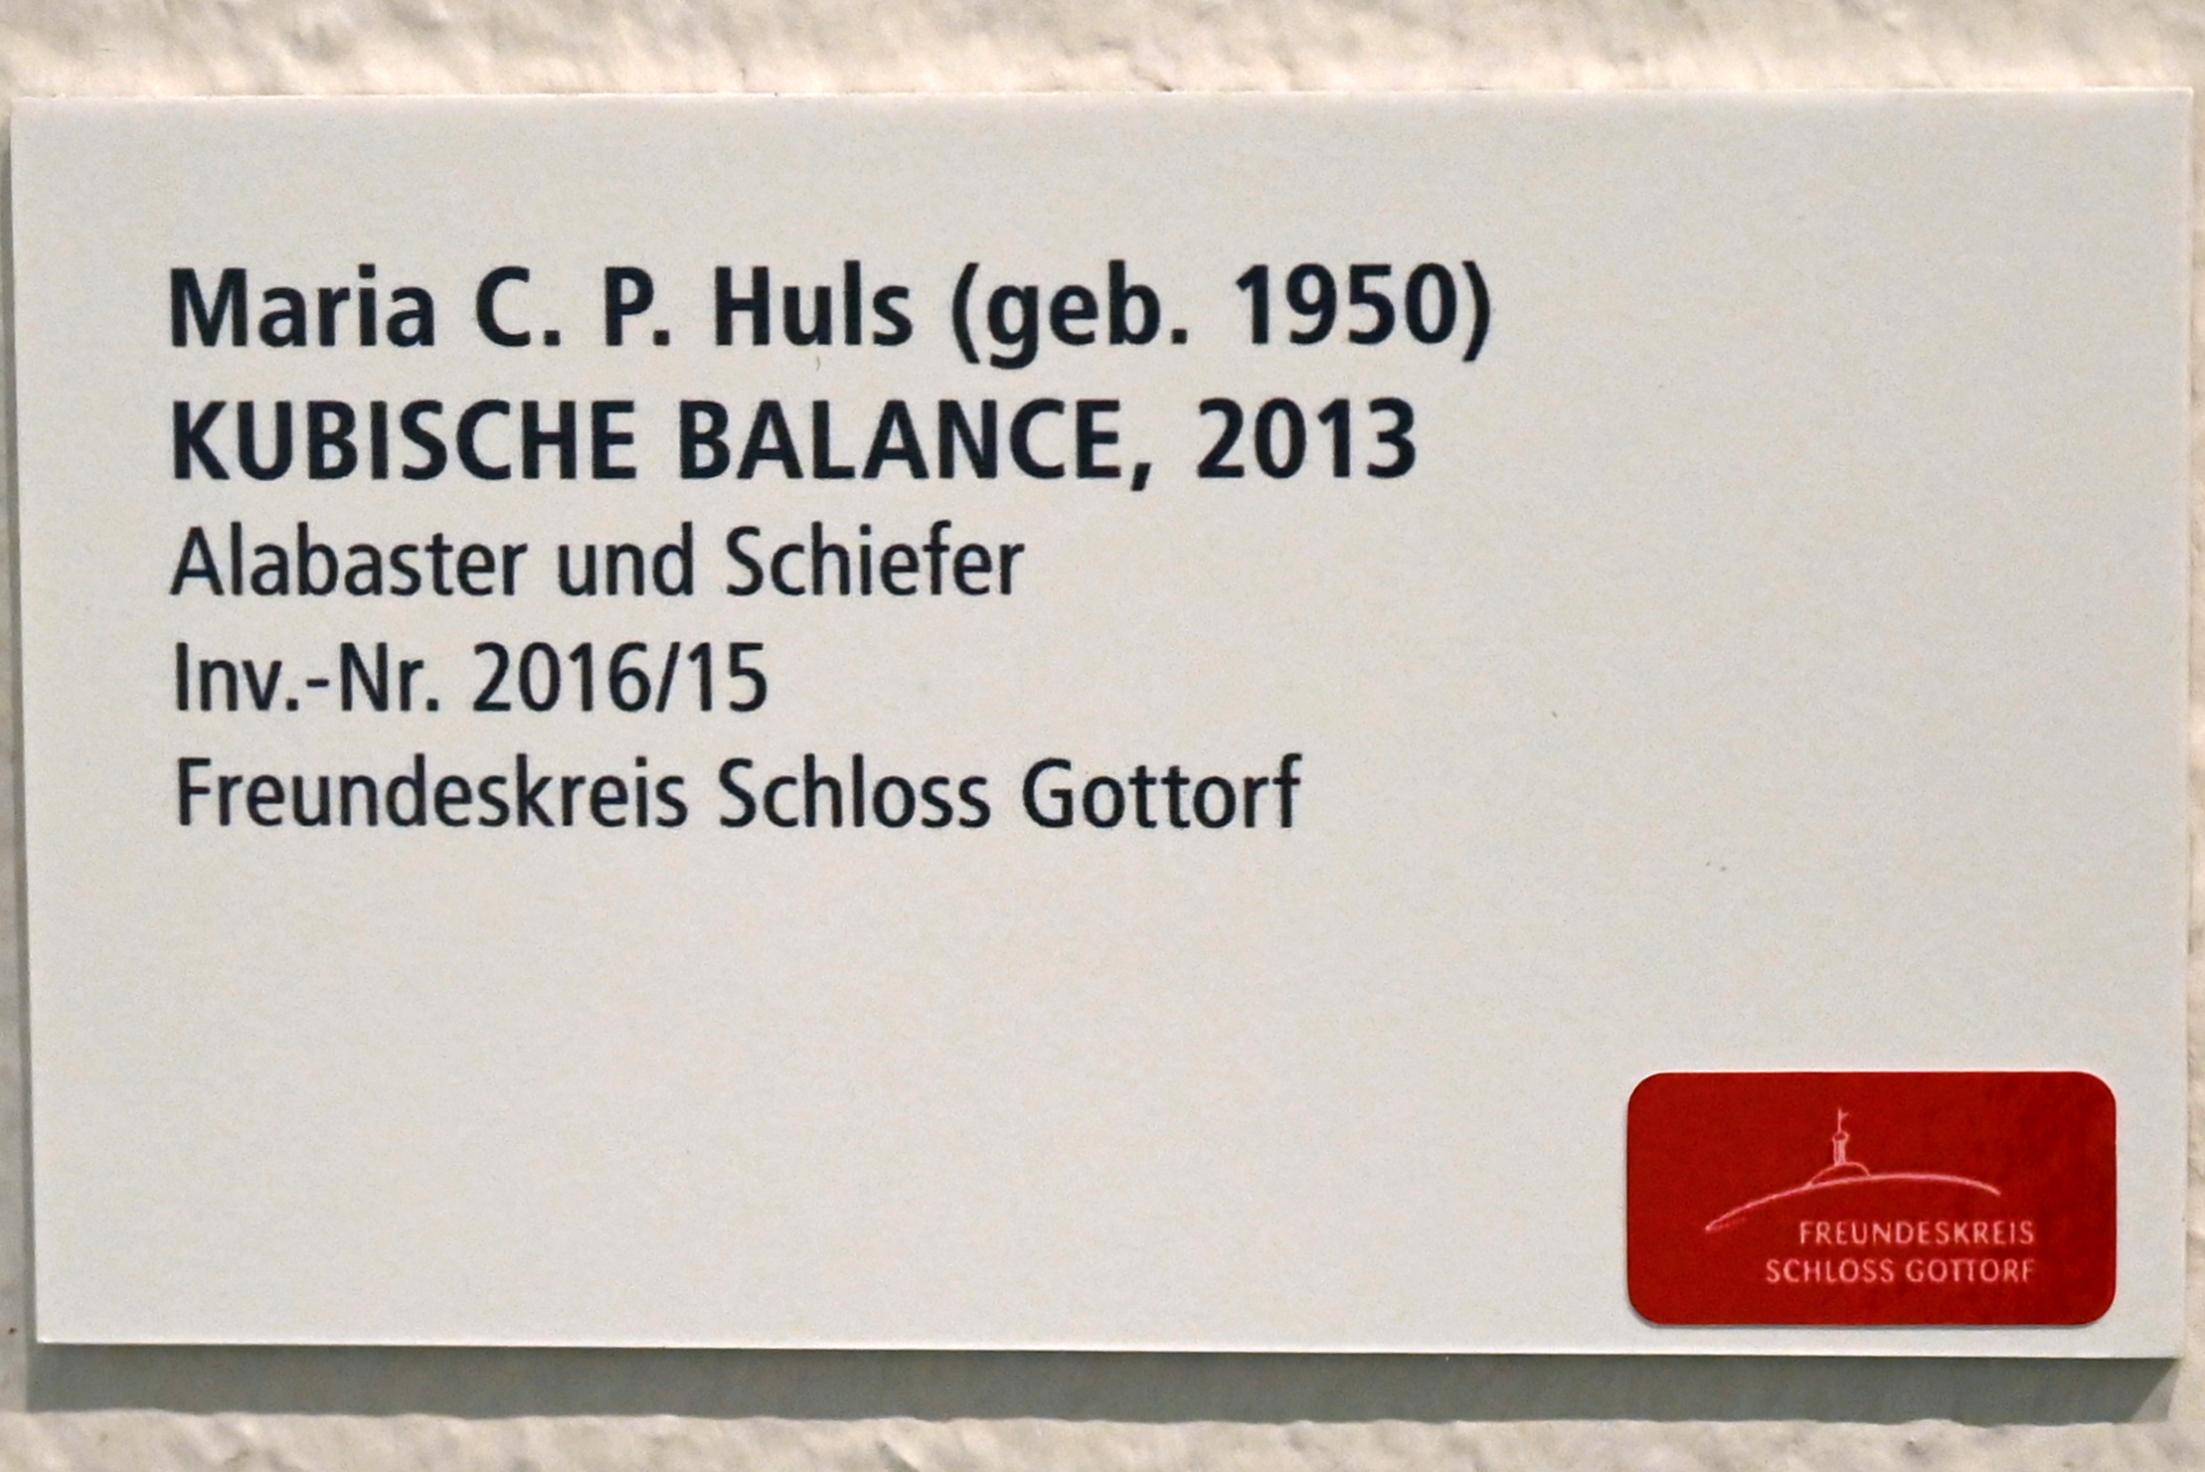 Maria C. P. Huls (geb. 1950)
KUBISCHE BALANCE, 2013
Alabaster und Schiefer
Inv.-Nr. 2016/15
Freundeskreis Schloss Gottorf
FREUNDESKREIS
SCHLOSS GOTTORF